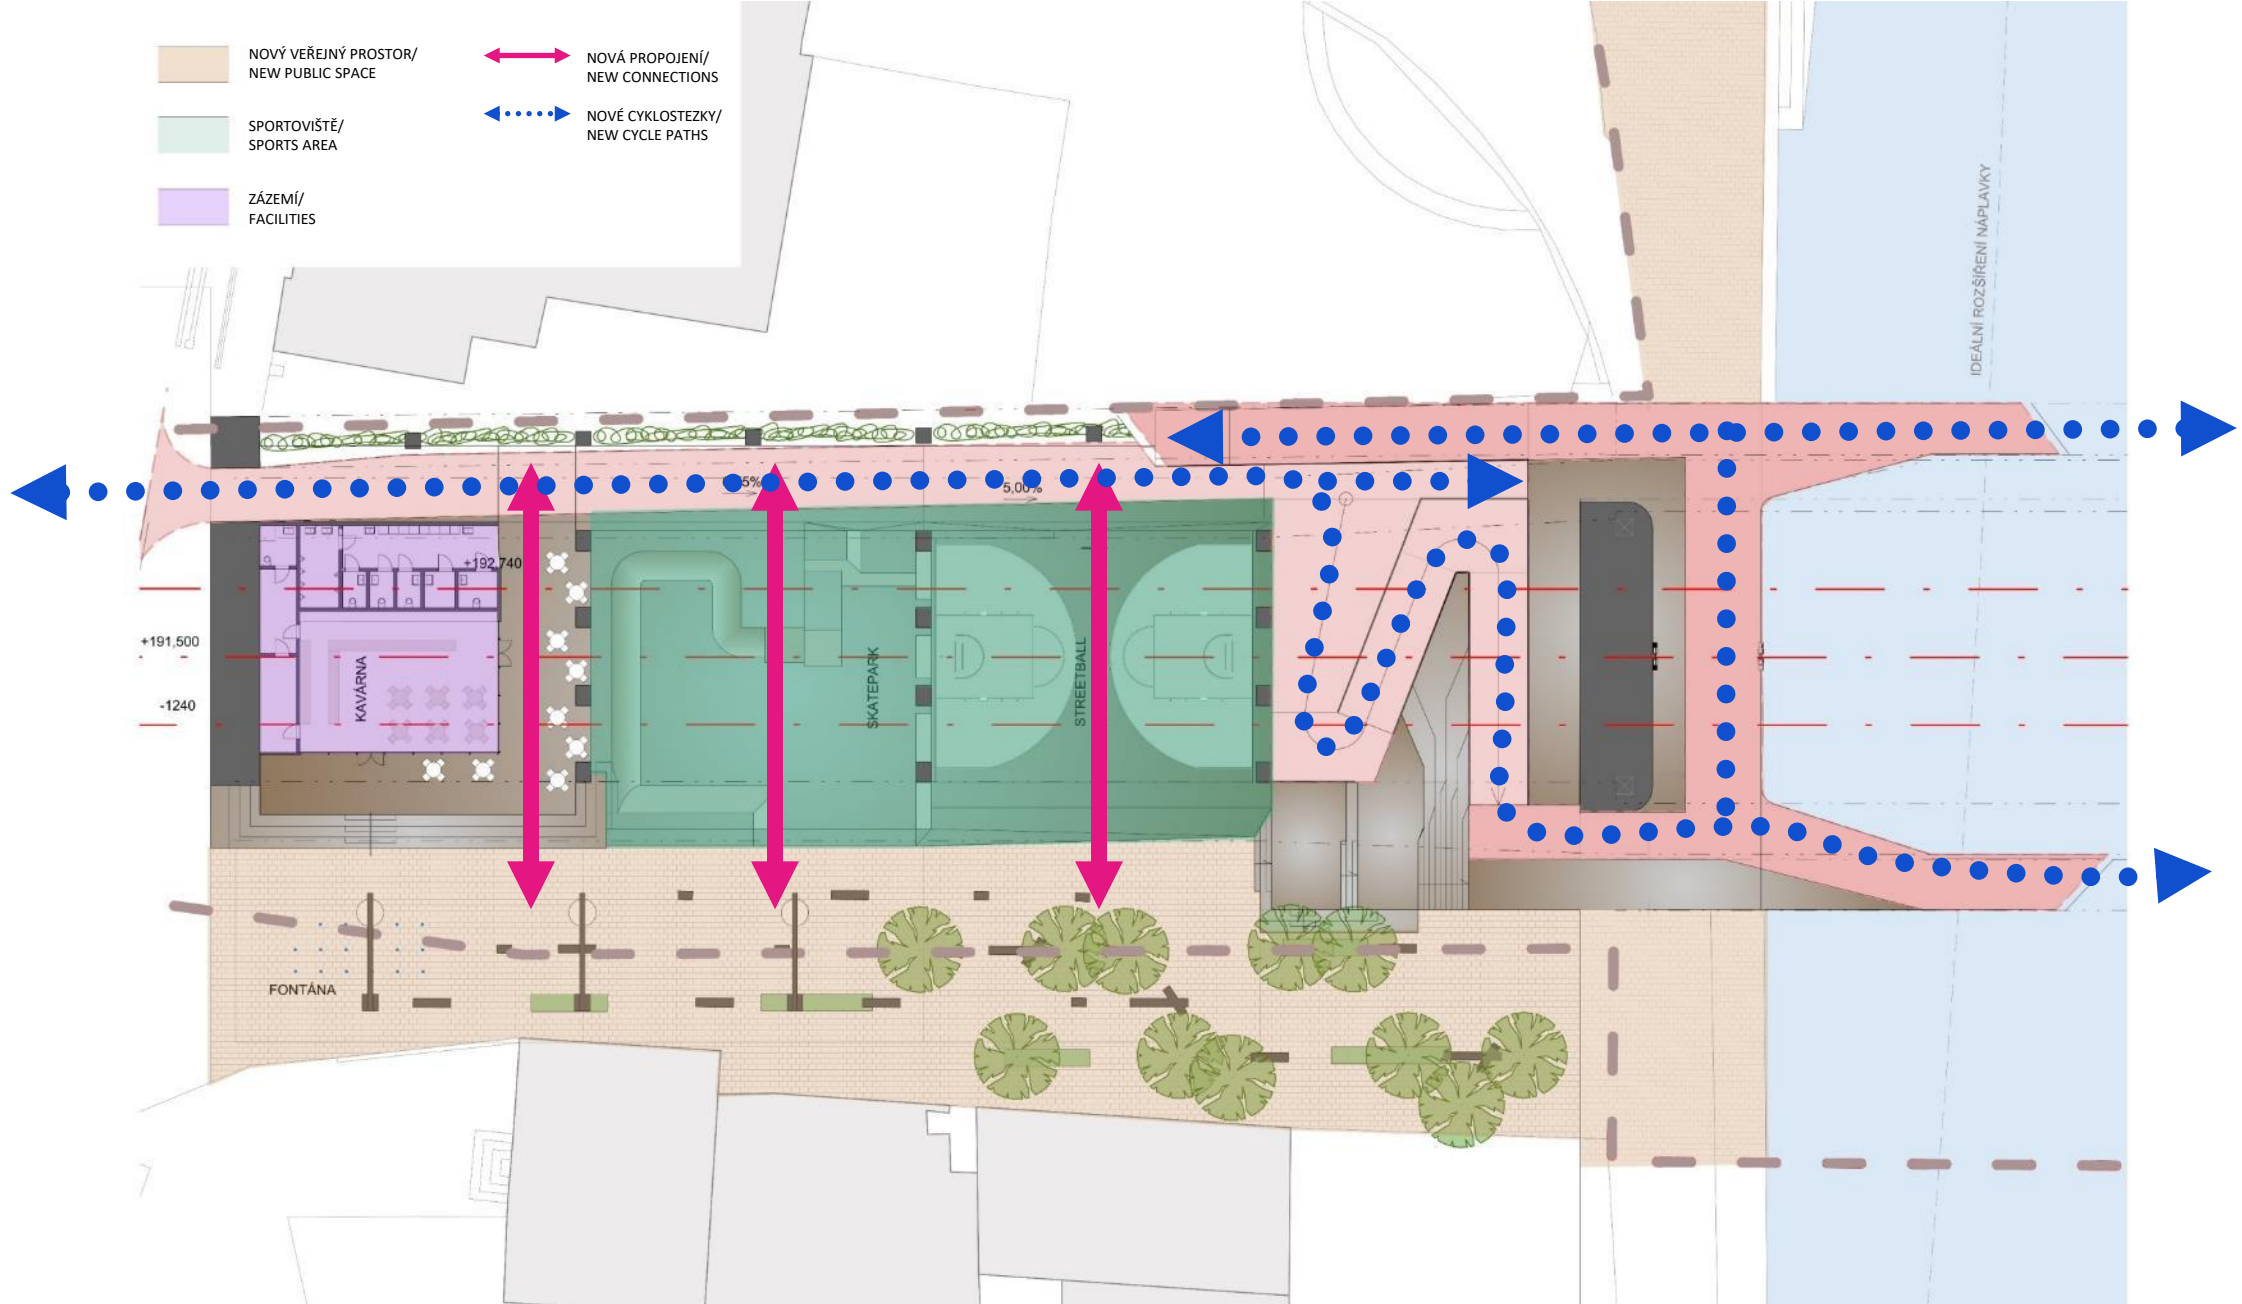 NOVÝ VEŘEJNÝ PROSTOR/
NEW PUBLIC SPACE
NOVÁ PROPOJENÍ/
NEW CONNECTIONS
SPORTOVIŠTĚ/
SPORTS AREA
NOVÉ CYKLOSTEZKY/
NEW CYCLE PATHS
ZÁZEMÍ/
FACILITIES
IDEÁLNÍ ROZŠÍŘENÍ NÁPLAVKY
5,00%
+192,740
+191,500
-1240
KAVÁRNA
SKATEPARK
STREETBALL
FONTÁNA